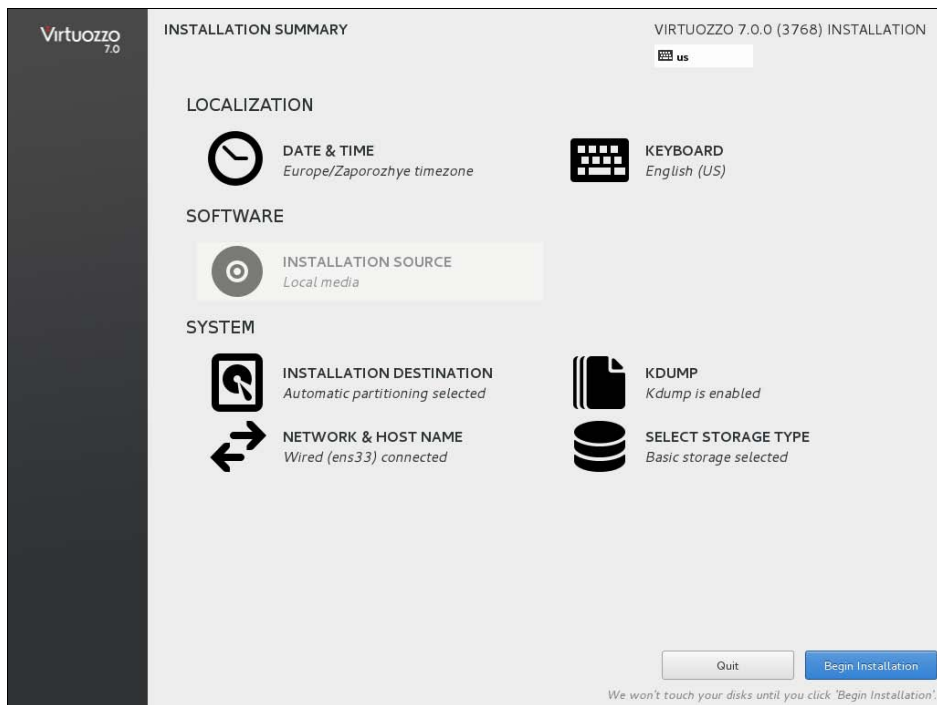 Virtuozzo
7.0
INSTALLATION SUMMARY
VIRTUOZZO 7.0.0 (3768) INSTALLATION
us
LOCALIZATION
DATE & TIME
Europe/Zaporozhye timezone
KEYBOARD
English (US)
SOFTWARE
INSTALLATION SOURCE
Local media
SYSTEM
INSTALLATION DESTINATION
Automatic partitioning selected
KDUMP
Kdump is enabled
NETWORK & HOST NAME
Wired (ens33) connected
SELECT STORAGE TYPE
Basic storage selected
Quit
Begin Installation
We won't touch your disks until you click 'Begin Installation'.